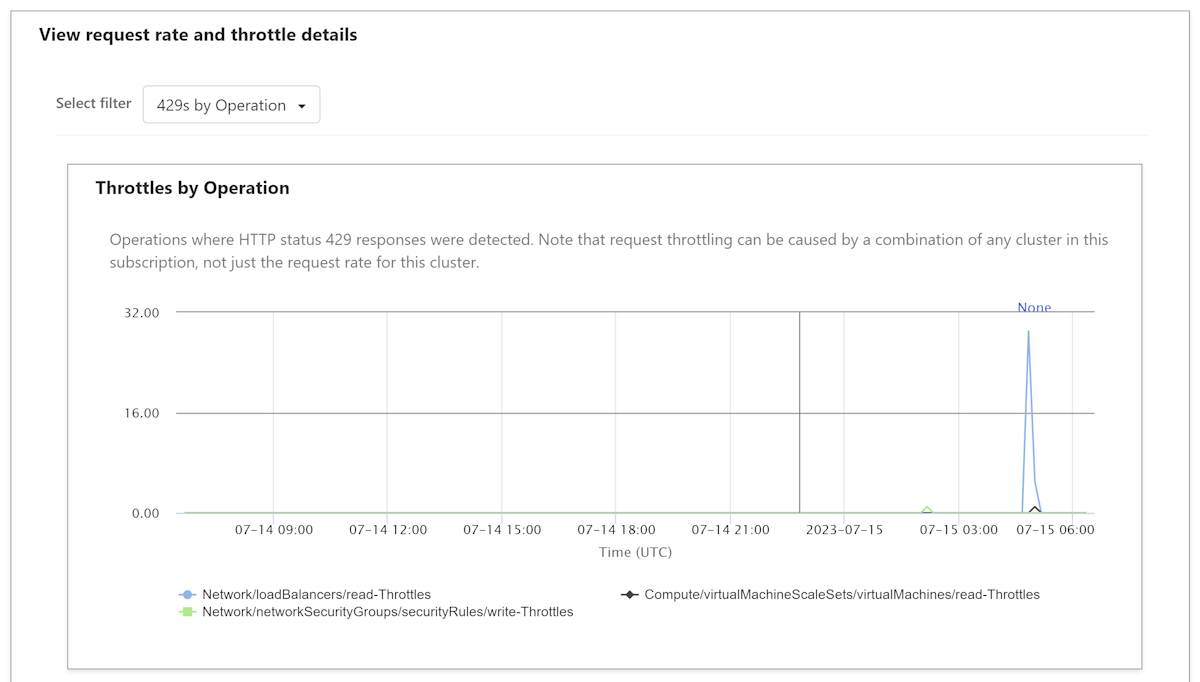 View request rate and throttle details
Select filter
429s by Operation
Throttles by Operation
Operations where HTTP status 429 responses were detected. Note that request throttling can be caused by a combination of any cluster in this
subscription, not just the request rate for this cluster.
None
32.00
16.00
0.00
07-14 09:00 07-14 12:00 07-14 15:00 07-14 18:00 07-14 21:00 2023-07-15 07-15 03:00 07-15 06:00
Time (UTC)
Network/loadBalancers/read-Throttles
Compute/virtualMachineScaleSets/virtualMachines/read-Throttles
Network/networkSecurityGroups/securityRules/write-Throttles